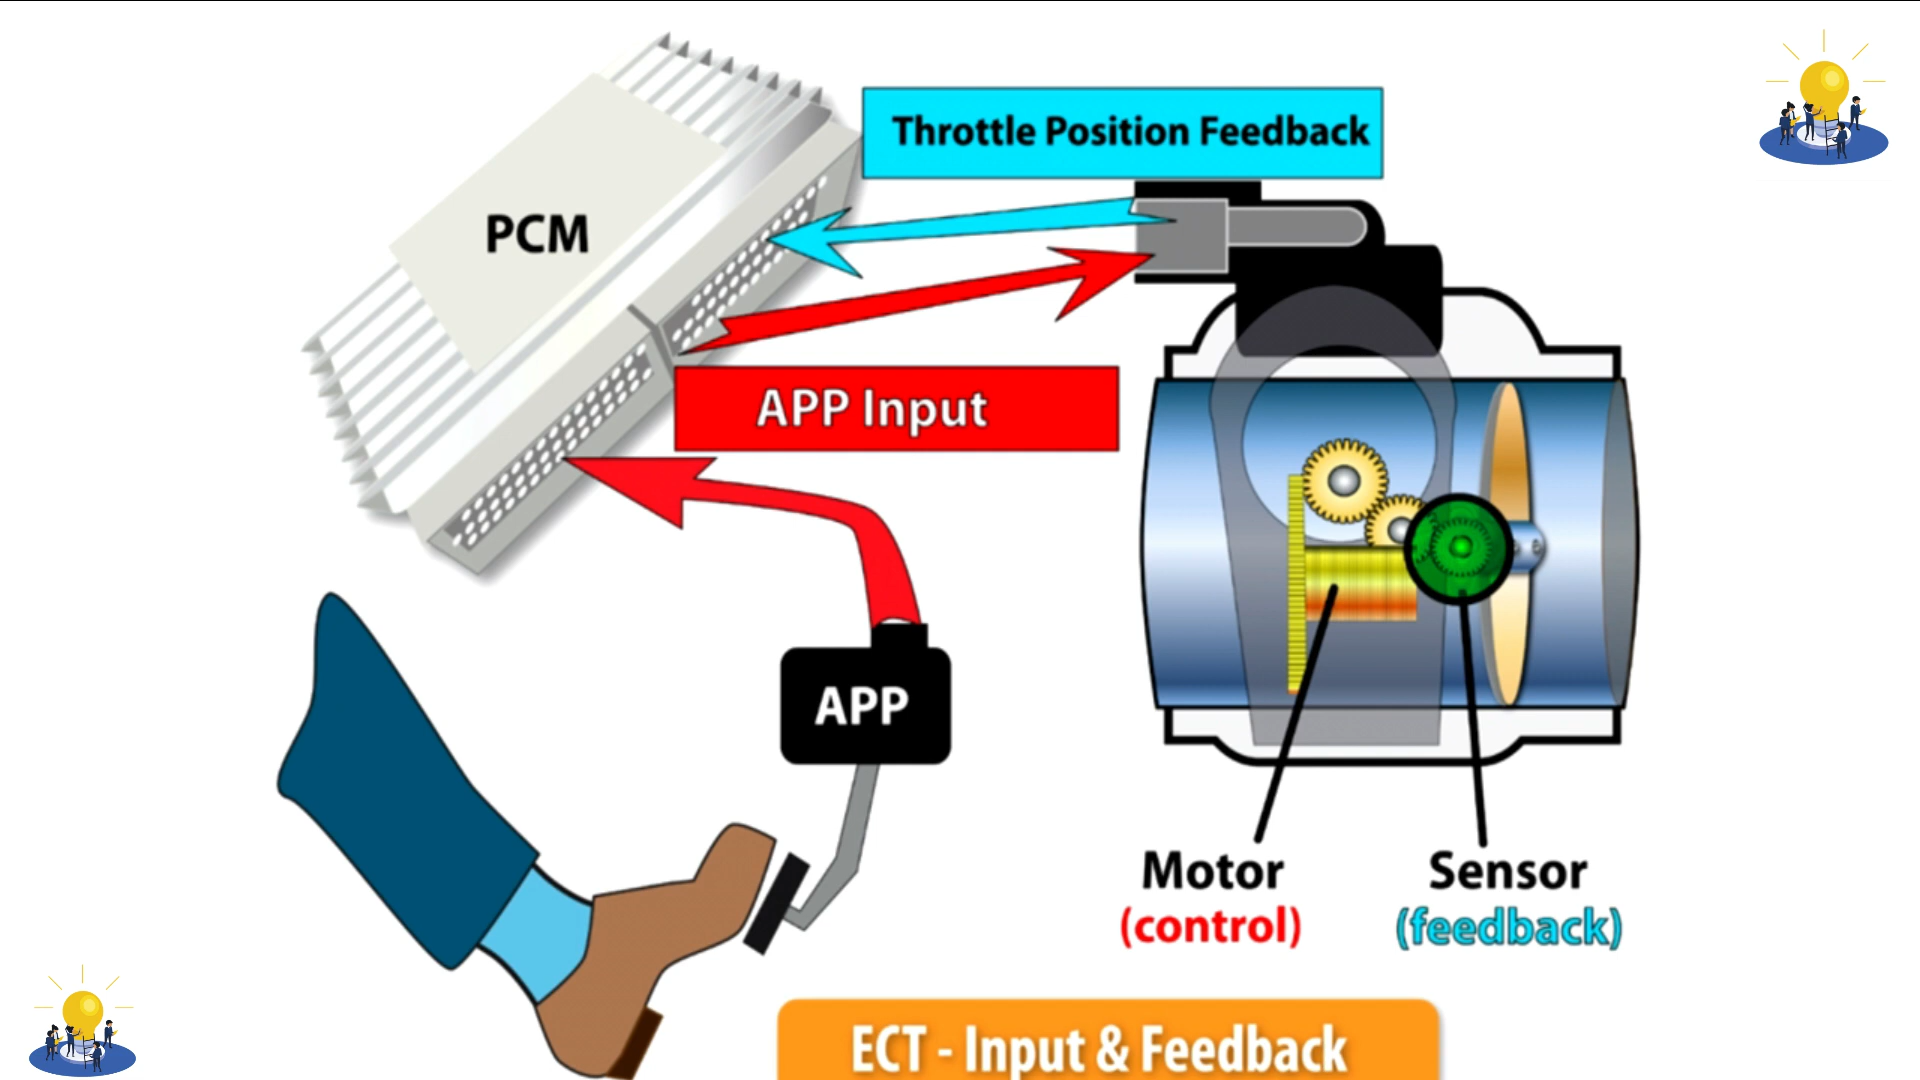 Throttle Position Feedback
PCM
APP Input
APP
Motor
(control)
Sensor
(feedback)
ECT - Input & Feedback